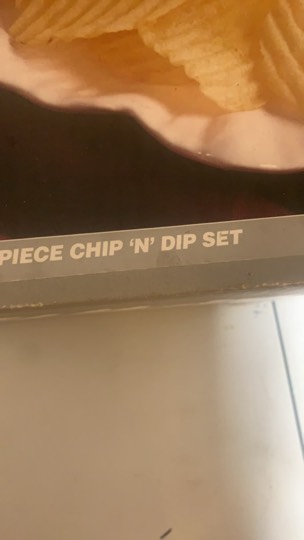 PIECE CHIP ‘N’ DIP SET